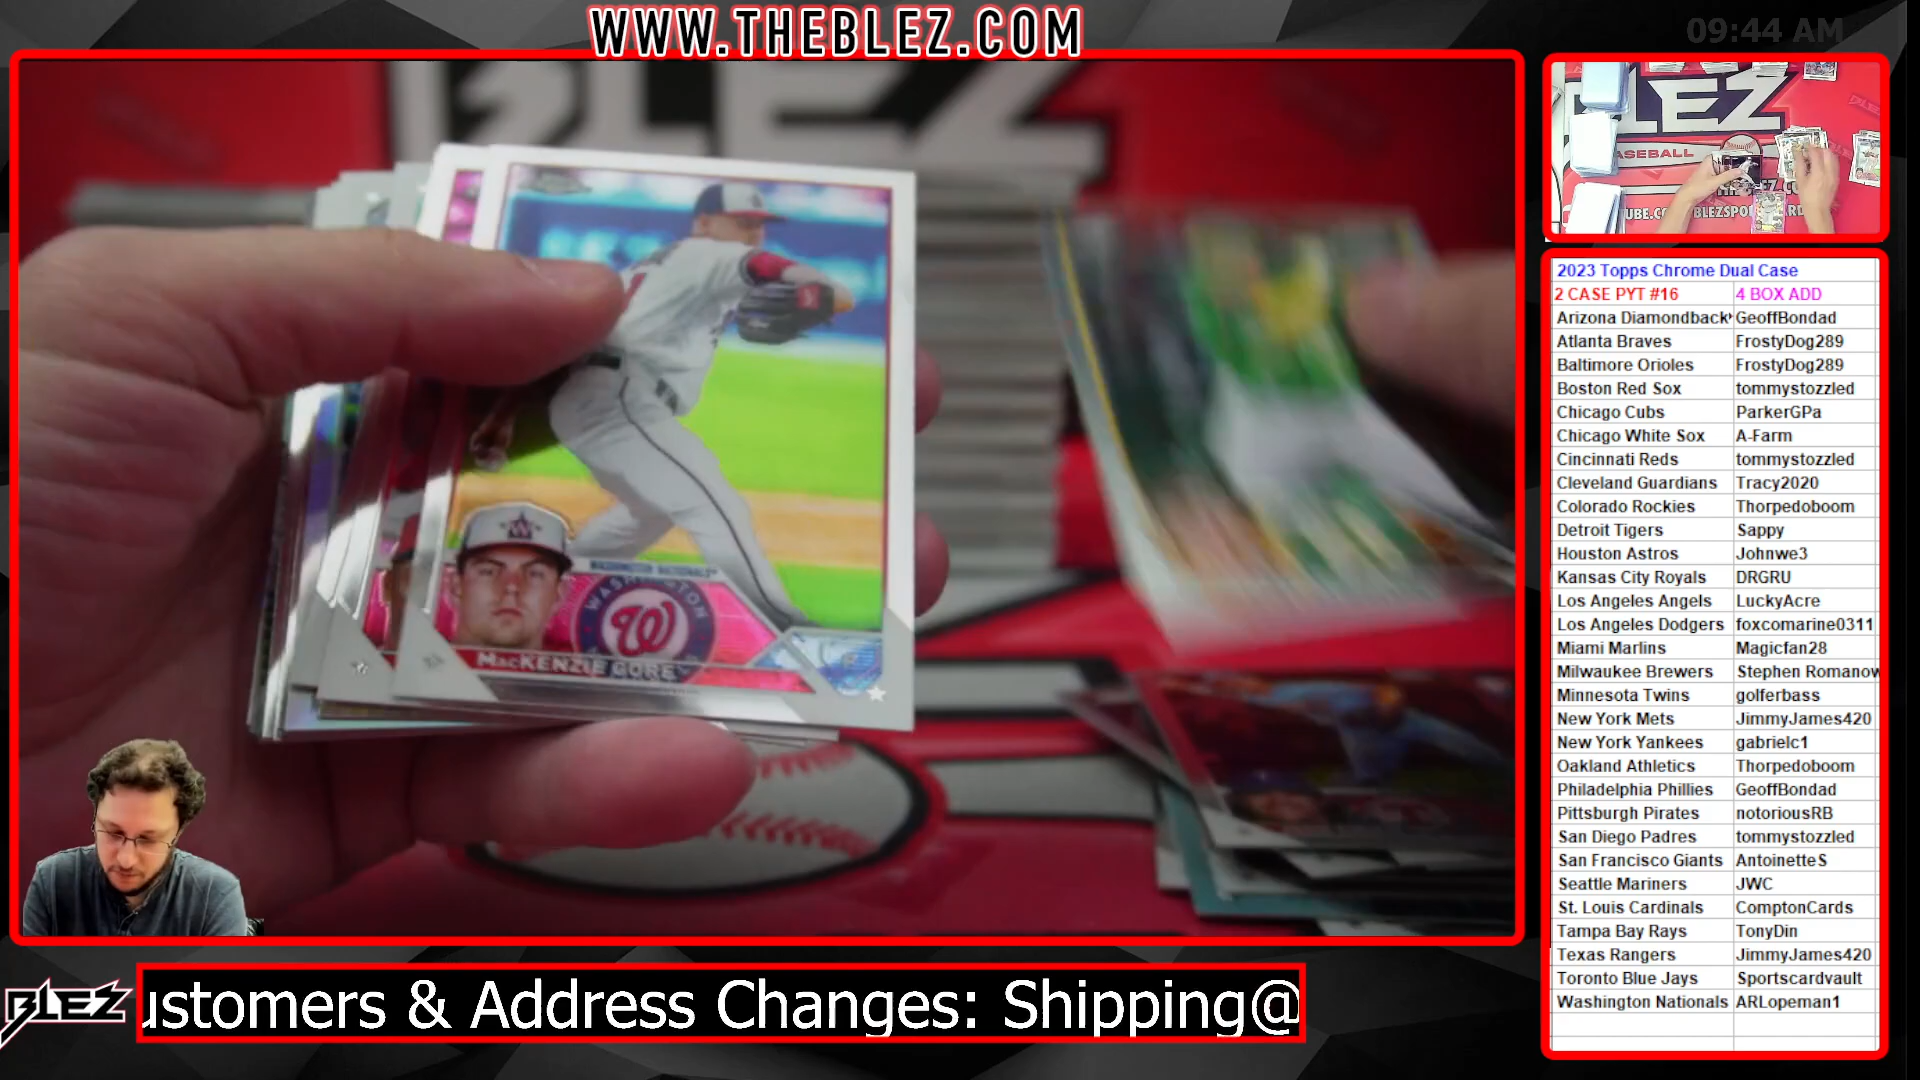 WWW.THEBLEZ.COM
09:44 AM
BLEZ
WASHINGTON NATIONALS
WASHINGTON
W
MacKENZIE GORE
BLEZ
BASEBALL
2023 Topps Chrome Dual Case
2 CASE PYT #16 4 BOX ADD
Arizona Diamondback GeoffBondad
Atlanta Braves FrostyDog289
Baltimore Orioles FrostyDog289
Boston Red Sox tommystozzled
Chicago Cubs ParkerGPa
Chicago White Sox A-Farm
Cincinnati Reds tommystozzled
Cleveland Guardians Tracy2020
Colorado Rockies Thorpedoboom
Detroit Tigers Sappy
Houston Astros Johnwe3
Kansas City Royals DRGRU
Los Angeles Angels LuckyAcre
Los Angeles Dodgers foxcomarine0311
Miami Marlins Magicfan28
Milwaukee Brewers Stephen Romanow
Minnesota Twins golferbass
New York Mets JimmyJames420
New York Yankees gabrielc1
Oakland Athletics Thorpedoboom
Philadelphia Phillies GeoffBondad
Pittsburgh Pirates notoriousRB
San Diego Padres tommystozzled
San Francisco Giants AntoinetteS
Seattle Mariners JWC
St. Louis Cardinals ComptonCards
Tampa Bay Rays TonyDin
Texas Rangers JimmyJames420
Toronto Blue Jays Sportscardvault
Washington Nationals ARLopeman1
BLEZ
ustomers & Address Changes: Shipping@